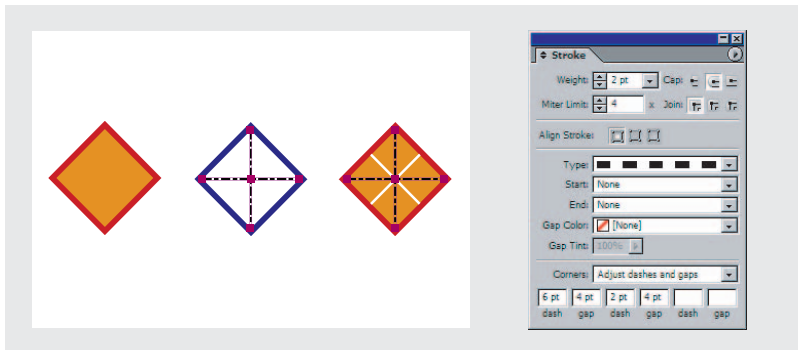 Stroke
Weight: 2 pt Cap:
Miter Limit: 4 x Join:
Align Stroke:
Type:
Start: None
End: None
Gap Color: [None]
Gap Tint: 100%
Corners: Adjust dashes and gaps
6 pt 4 pt 2 pt 4 pt
dash gap dash gap dash gap